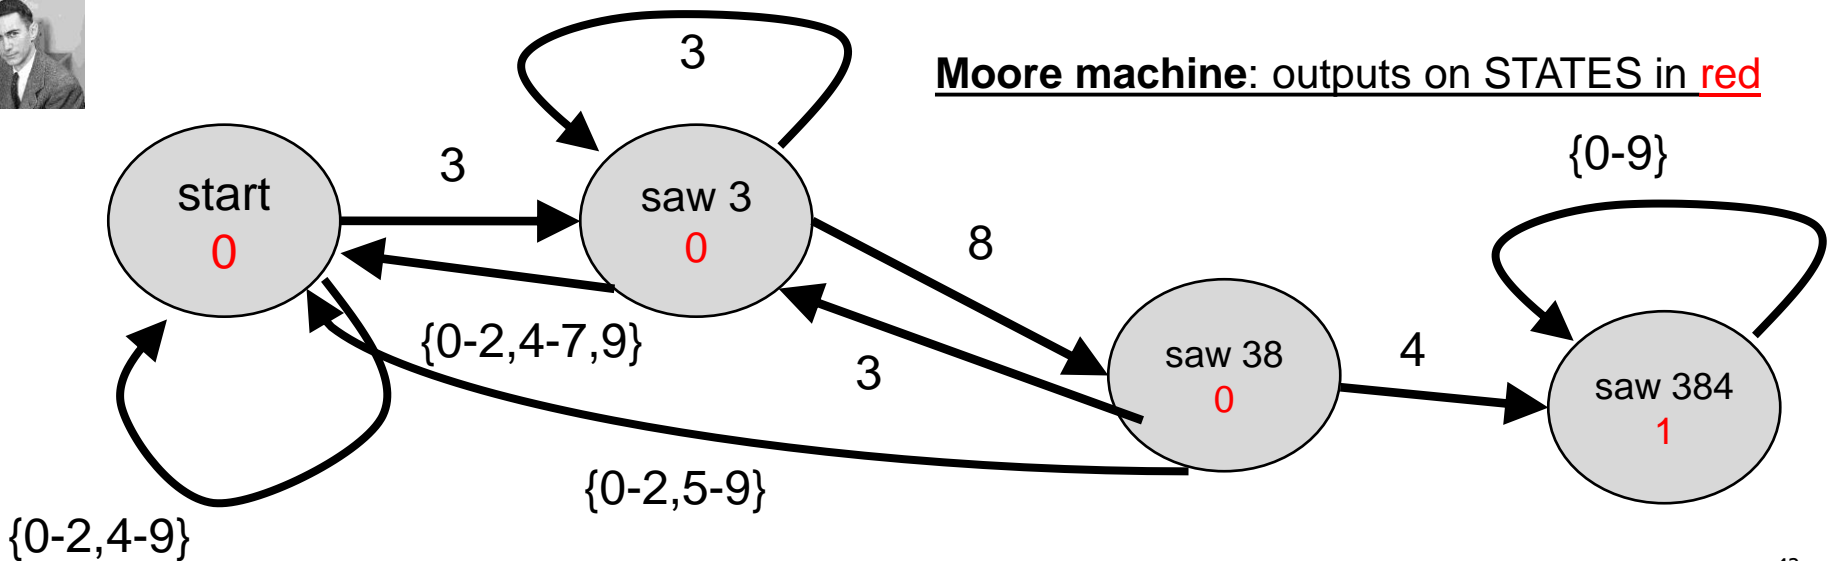 Moore machine: outputs on STATES in red
3
{0-9}
3
start
0
saw 3
0
8
{0-2,4-7,9}
3
saw 38
0
4
saw 384
1
{0-2,5-9}
{0-2,4-9}